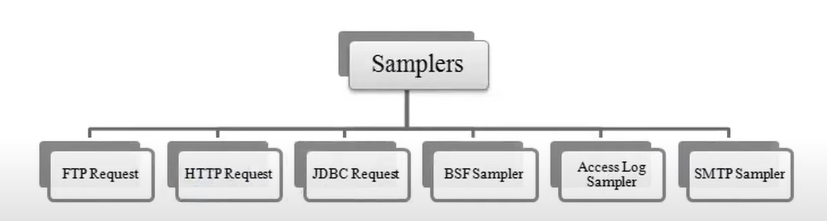 Samplers
FTP Request
HTTP Request
JDBC Request
BSF Sampler
Access Log
Sampler
SMTP Sampler